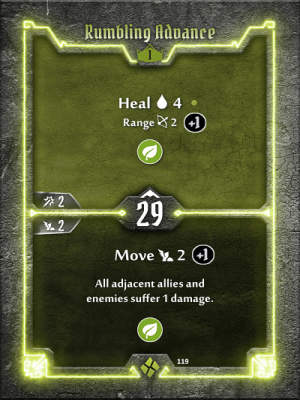 Rumbling Advance
1
Heal 4
Range 2 +1
2
29
2
Move 2 +1
All adjacent allies and
enemies suffer 1 damage.
119